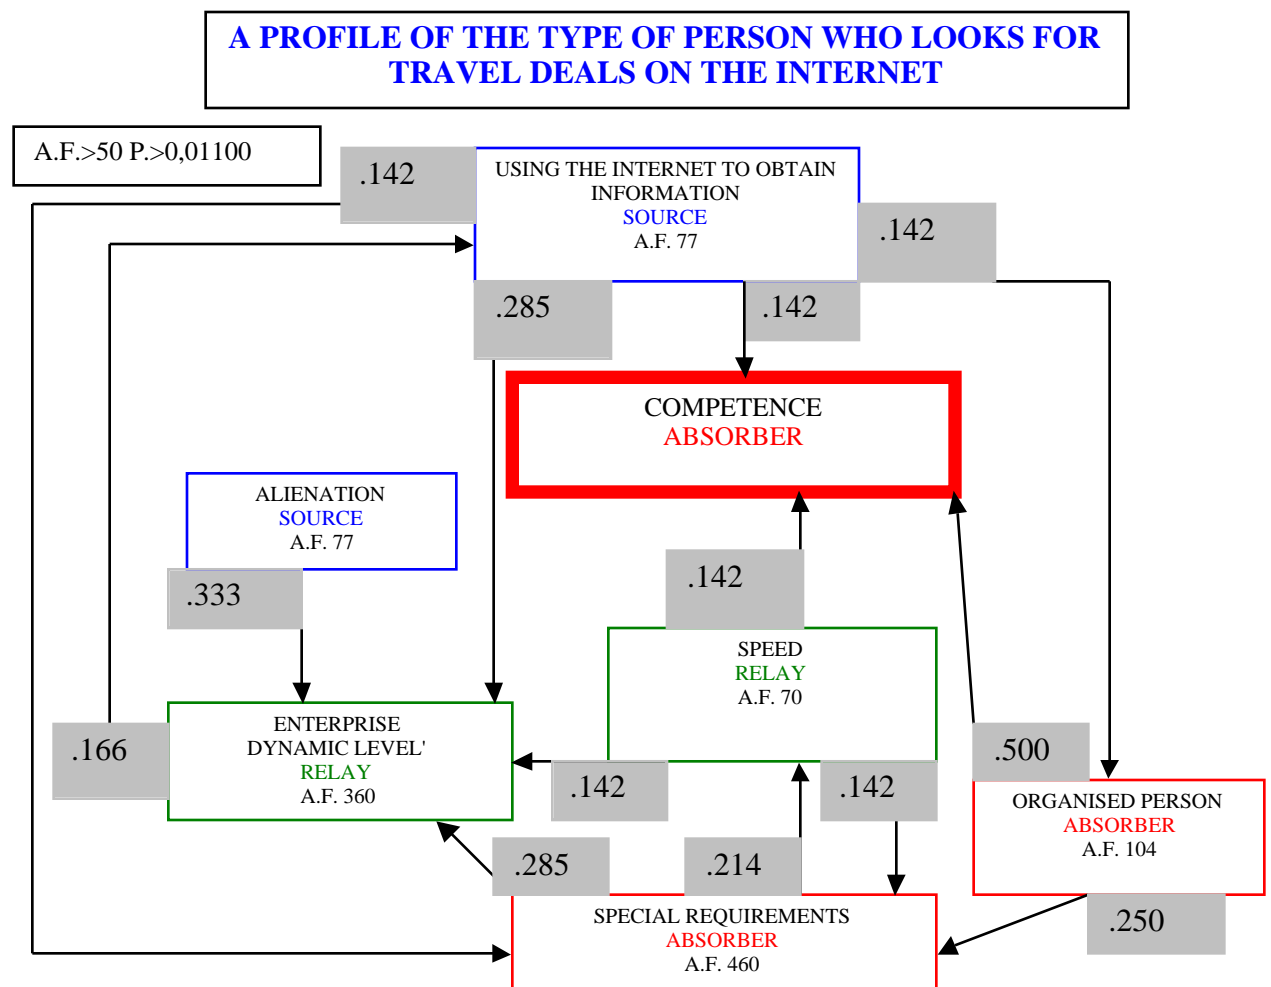 A PROFILE OF THE TYPE OF PERSON WHO LOOKS FOR
TRAVEL DEALS ON THE INTERNET
A.F.>50 P.>0,01100
.142
USING THE INTERNET TO OBTAIN
INFORMATION
SOURCE
A.F. 77
.142
.285
.142
COMPETENCE
ABSORBER
ALIENATION
SOURCE
A.F. 77
.333
.142
SPEED
RELAY
A.F. 70
ENTERPRISE
DYNAMIC LEVEL'
RELAY
A.F. 360
.166
.142
.142
.500
ORGANISED PERSON
ABSORBER
A.F. 104
.285
.214
.250
SPECIAL REQUIREMENTS
ABSORBER
A.F. 460